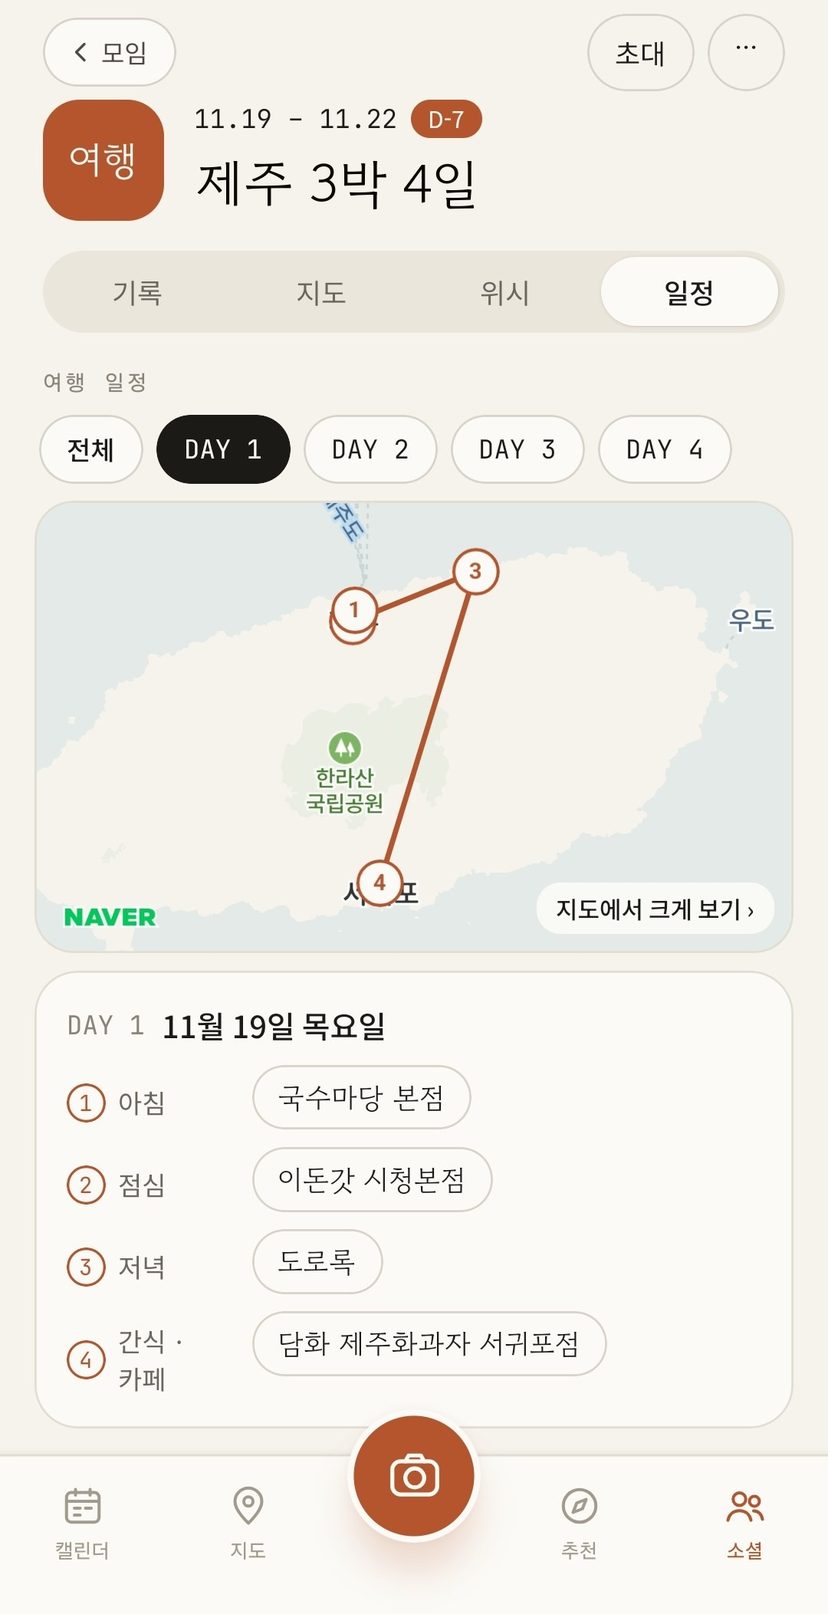 모임
초대
...
여행
11.19 – 11.22 D-7
제주 3박 4일
기록 지도 위시 일정
여행 일정
전체 DAY 1 DAY 2 DAY 3 DAY 4
3
1
우도
한라산
국립공원
4
NAVER
지도에서 크게 보기 ›
DAY 1 11월 19일 목요일
1 아침 국수마당 본점
2 점심 이돈갓 시청본점
3 저녁 도로록
4 간식 · 카페 담화 제주화과자 서귀포점
캘린더 지도 추천 소셜